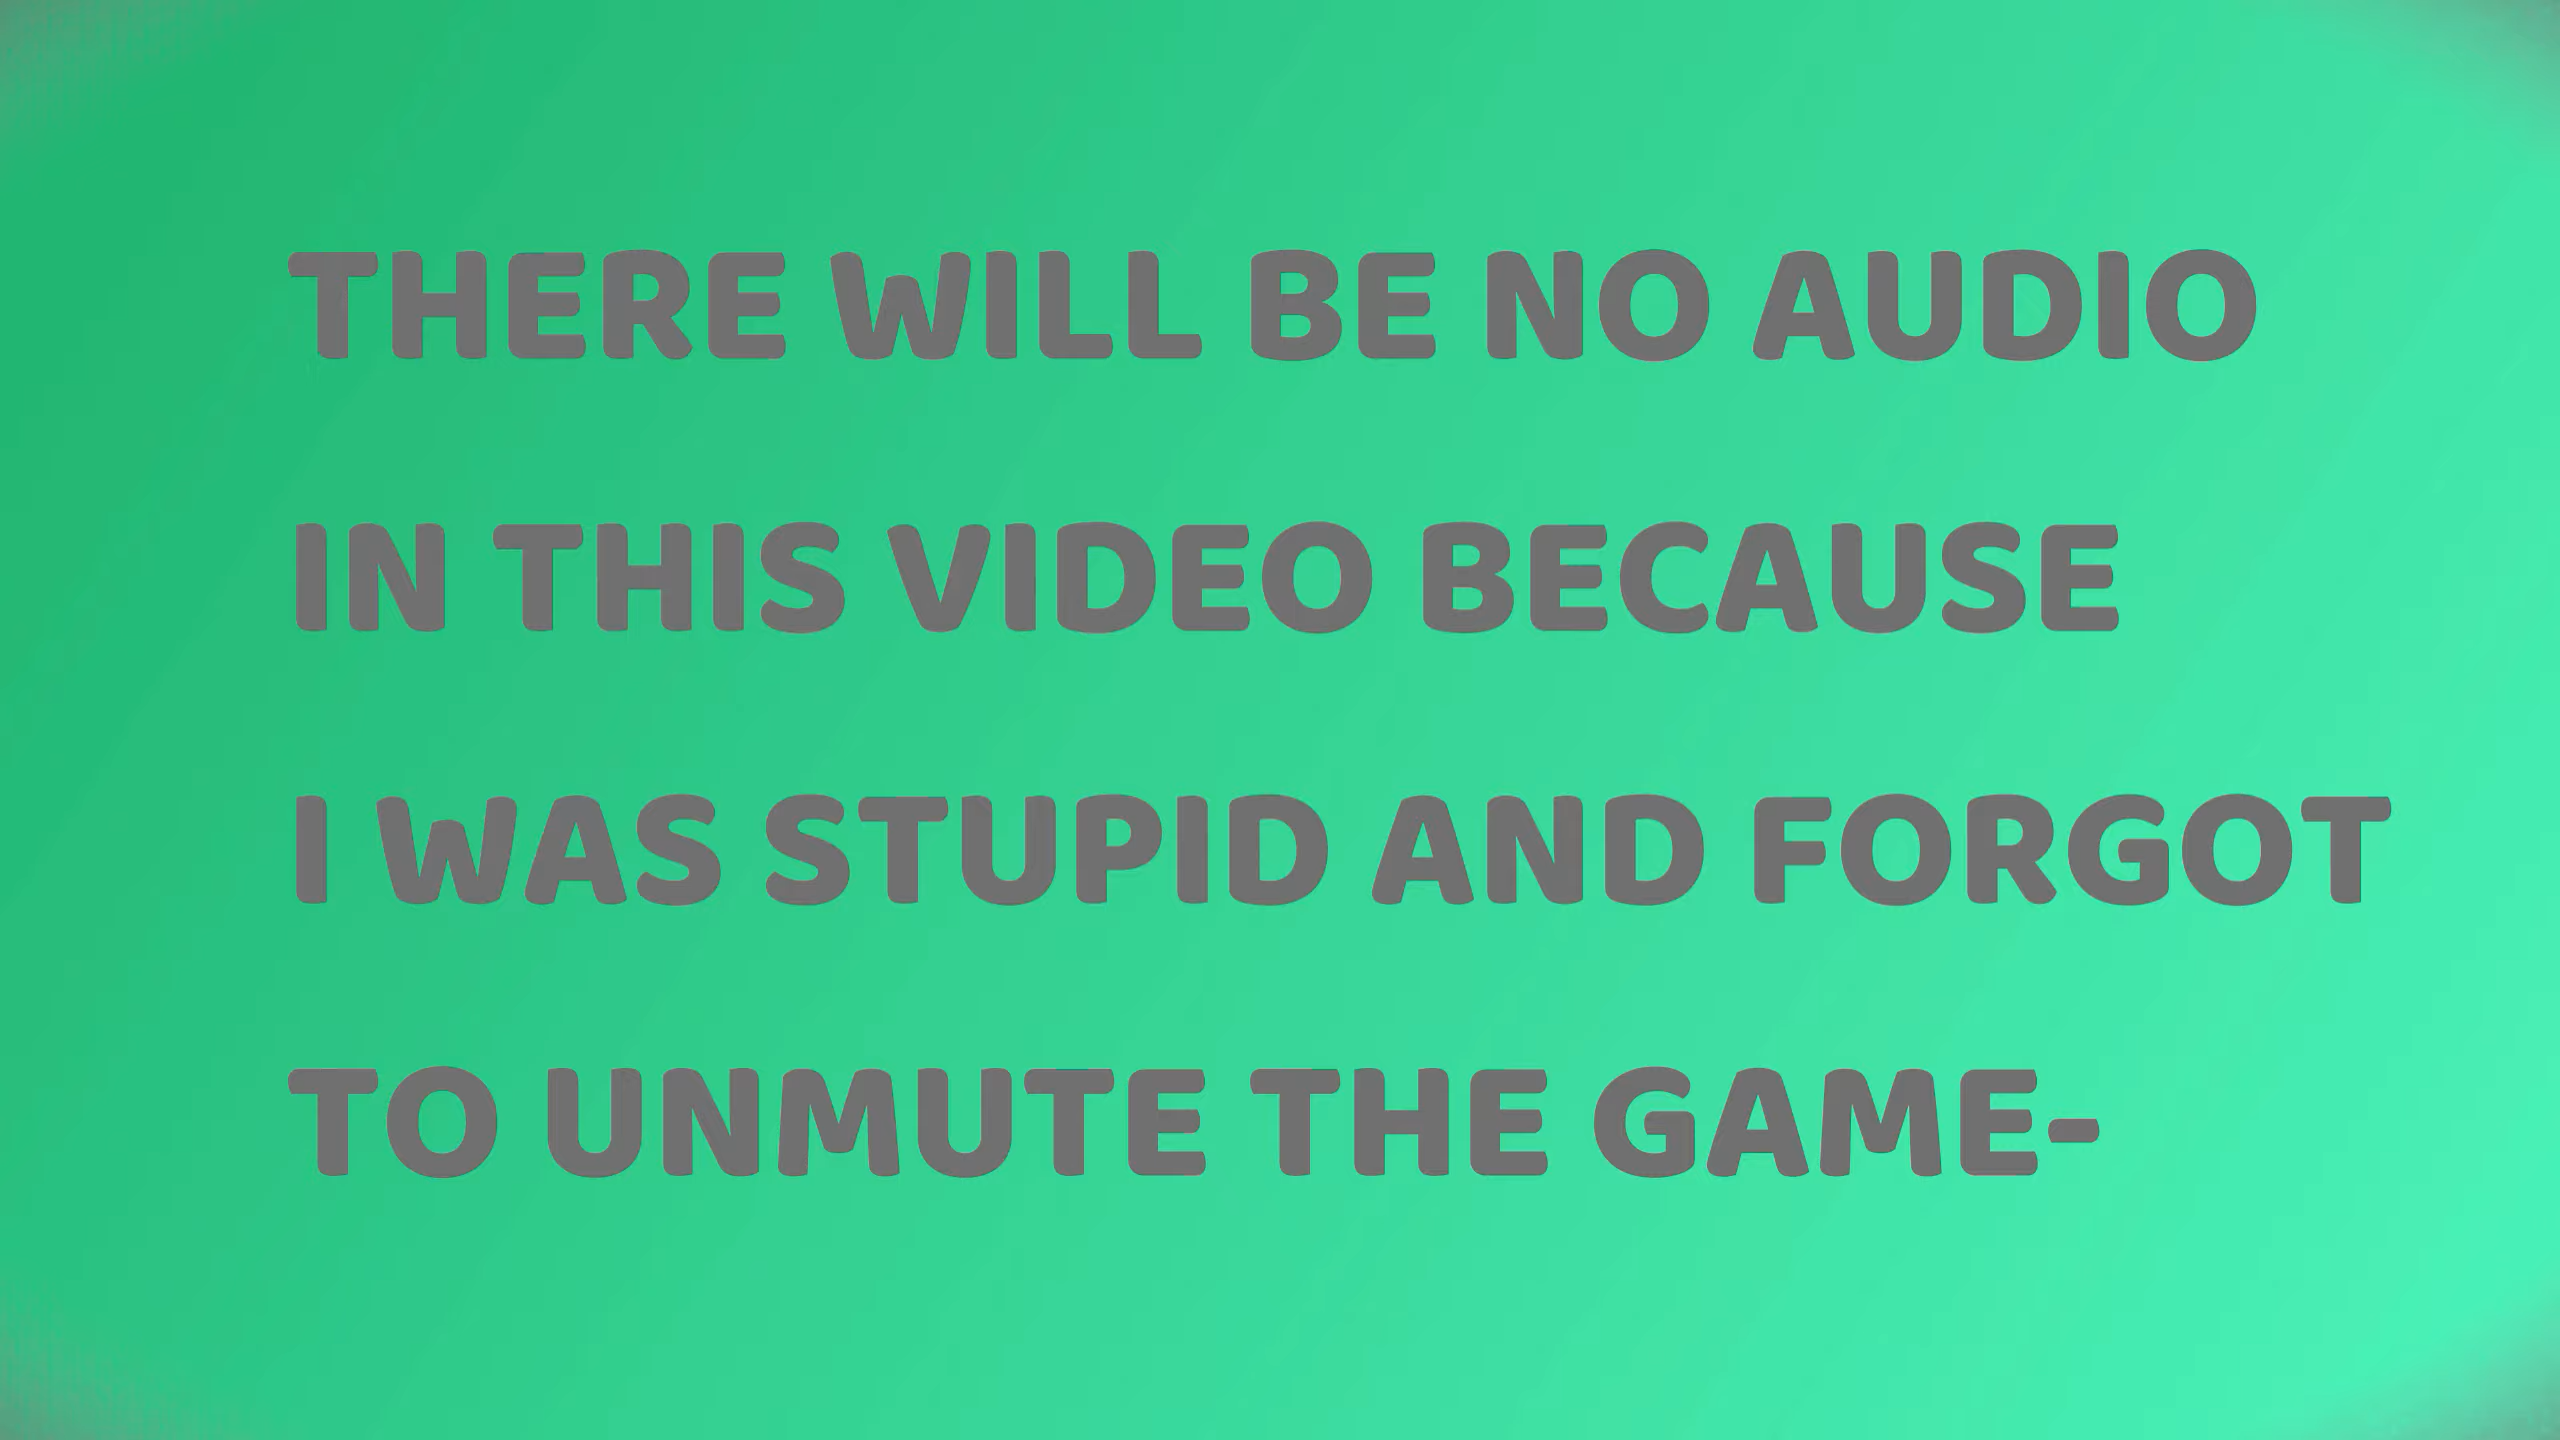 THERE WILL BE NO AUDIO
IN THIS VIDEO BECAUSE
I WAS STUPID AND FORGOT
TO UNMUTE THE GAME-